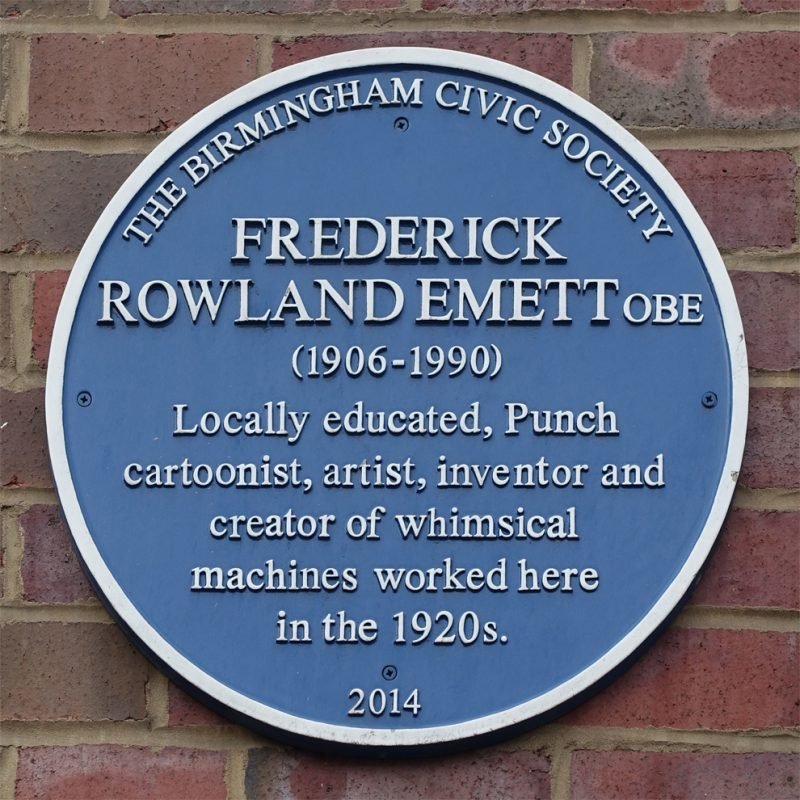 THE BIRMINGHAM CIVIC SOCIETY
FREDERICK
ROWLAND EMETT OBE
(1906-1990)
Locally educated, Punch
cartoonist, artist, inventor and
creator of whimsical
machines worked here
in the 1920s.
2014